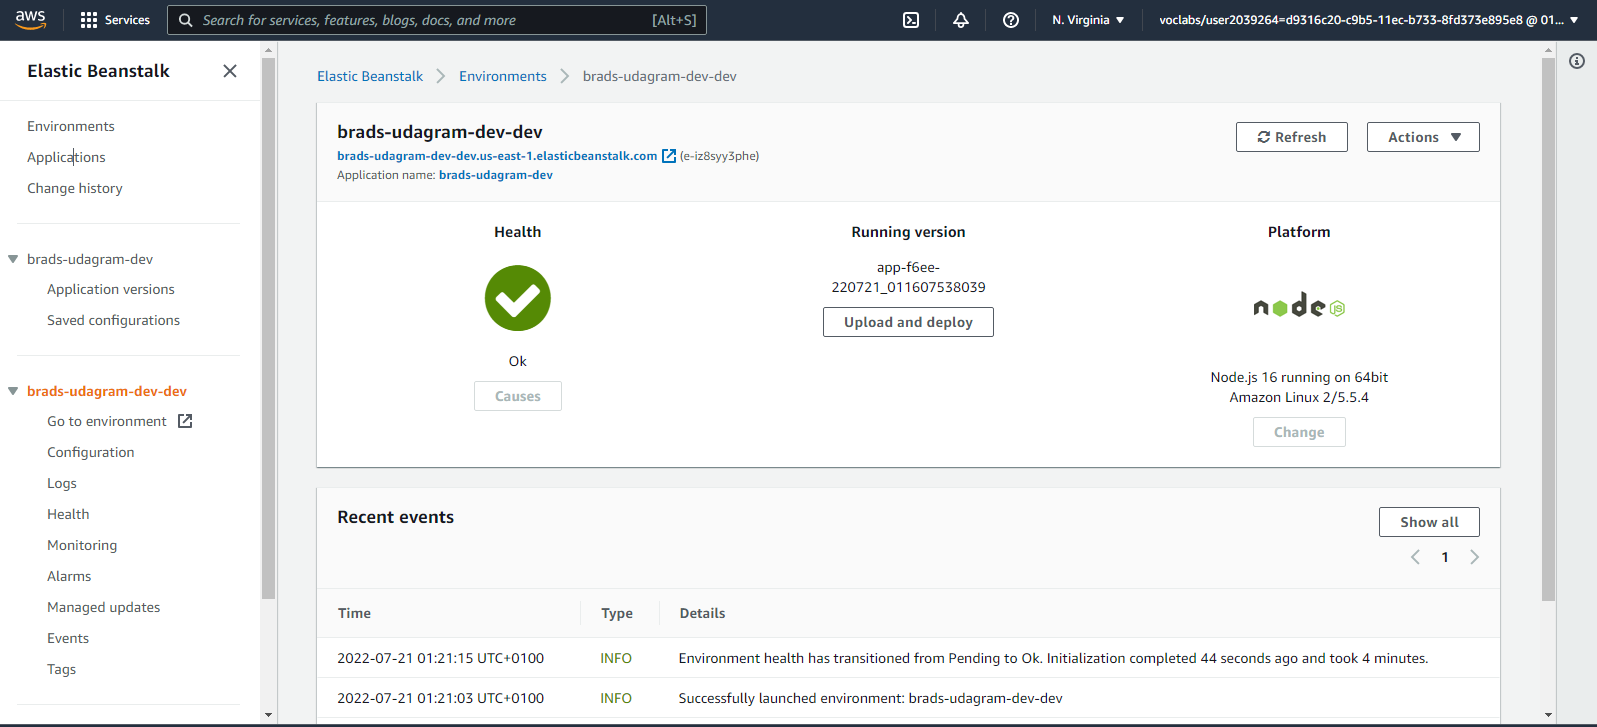 aws
Services
Search for services, features, blogs, docs, and more
[Alt+S]
N. Virginia
voclabs/user2039264=d9316c20-c9b5-11ec-b733-8fd373e895e8 @ 01...
Elastic Beanstalk
Environments
Applications
Change history
brads-udagram-dev
Application versions
Saved configurations
brads-udagram-dev-dev
Go to environment
Configuration
Logs
Health
Monitoring
Alarms
Managed updates
Events
Tags
Elastic Beanstalk > Environments > brads-udagram-dev-dev
brads-udagram-dev-dev
brads-udagram-dev-dev.us-east-1.elasticbeanstalk.com (e-iz8syy3phe)
Application name: brads-udagram-dev
Refresh
Actions
Health
Ok
Causes
Running version
app-f6ee-
220721_011607538039
Upload and deploy
Platform
node JS
Node.js 16 running on 64bit
Amazon Linux 2/5.5.4
Change
Recent events
Show all
1
Time Type Details
2022-07-21 01:21:15 UTC+0100 INFO Environment health has transitioned from Pending to Ok. Initialization completed 44 seconds ago and took 4 minutes.
2022-07-21 01:21:03 UTC+0100 INFO Successfully launched environment: brads-udagram-dev-dev